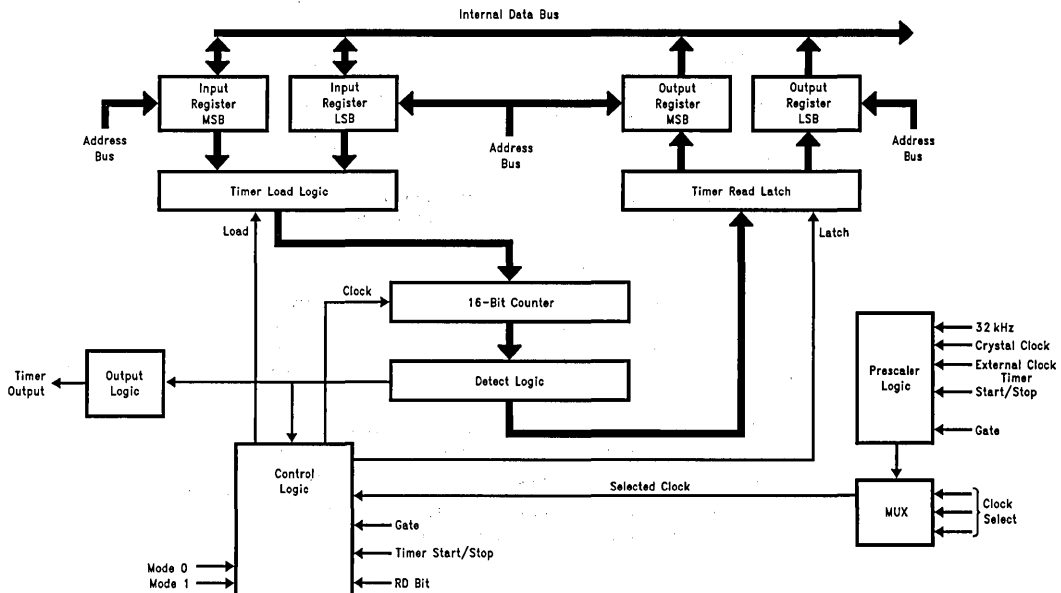 Internal Data Bus
Input
Register
MSB
Input
Register
LSB
Output
Register
MSB
Output
Register
LSB
Address
Bus
Address
Bus
Address
Bus
Timer Load Logic
Timer Read Latch
Load
Latch
Clock
16-Bit Counter
32 kHz
Crystal Clock
External Clock
Timer
Start/Stop
Gate
Prescaler
Logic
Timer
Output
Output
Logic
Detect Logic
Control
Logic
Selected Clock
MUX
Clock
Select
Gate
Timer Start/Stop
RD Bit
Mode 0
Mode 1